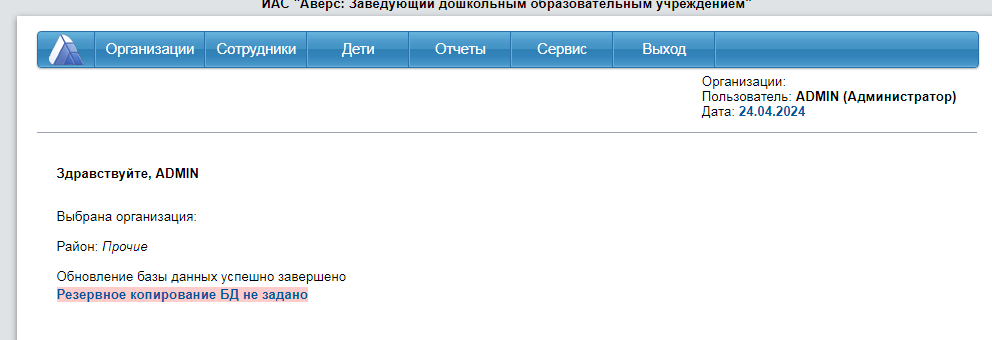 ИАС "Аверс: Заведующий дошкольным образовательным учреждением"
Организации Сотрудники Дети Отчеты Сервис Выход
Организации:
Пользователь: ADMIN (Администратор)
Дата: 24.04.2024
Здравствуйте, ADMIN
Выбрана организация:
Район: Прочие
Обновление базы данных успешно завершено
Резервное копирование БД не задано